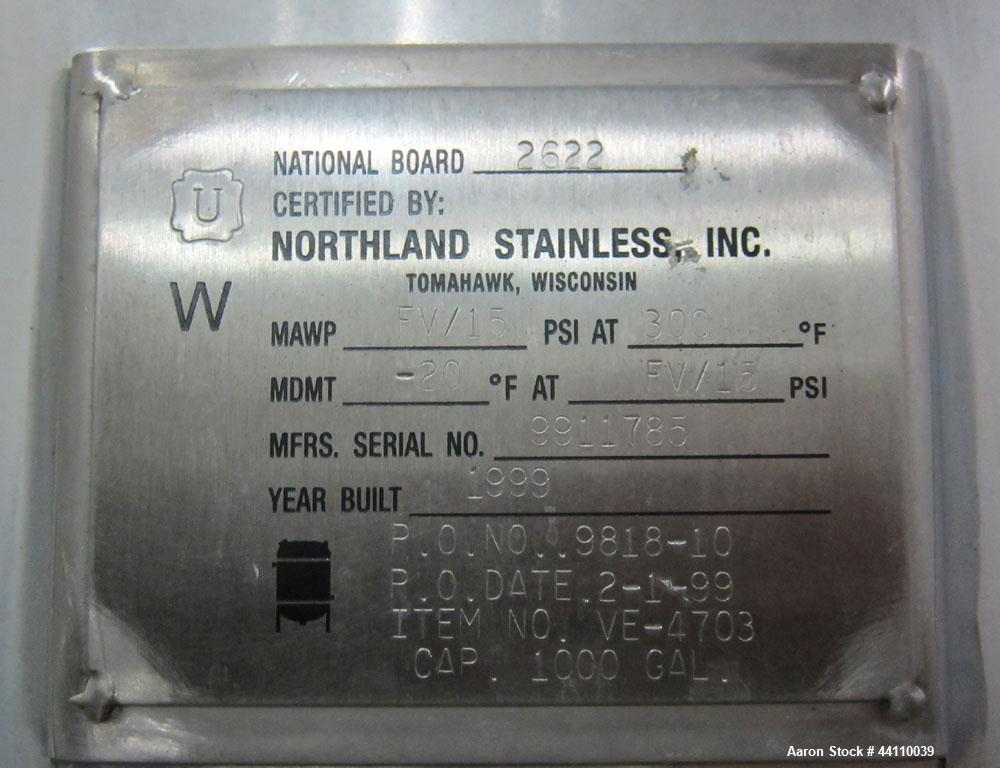 NATIONAL BOARD 2622
U
CERTIFIED BY:
NORTHLAND STAINLESS, INC.
TOMAHAWK, WISCONSIN
W
MAWP FV/15 PSI AT 300 °F
MDMT -20 °F AT FV/15 PSI
MFRS. SERIAL NO. 9911785
YEAR BUILT 1999
P.O.NO..9818-10
P.O.DATE.2-1-99
ITEM NO. VE-4703
CAP. 1000 GAL.
Aaron Stock # 44110039